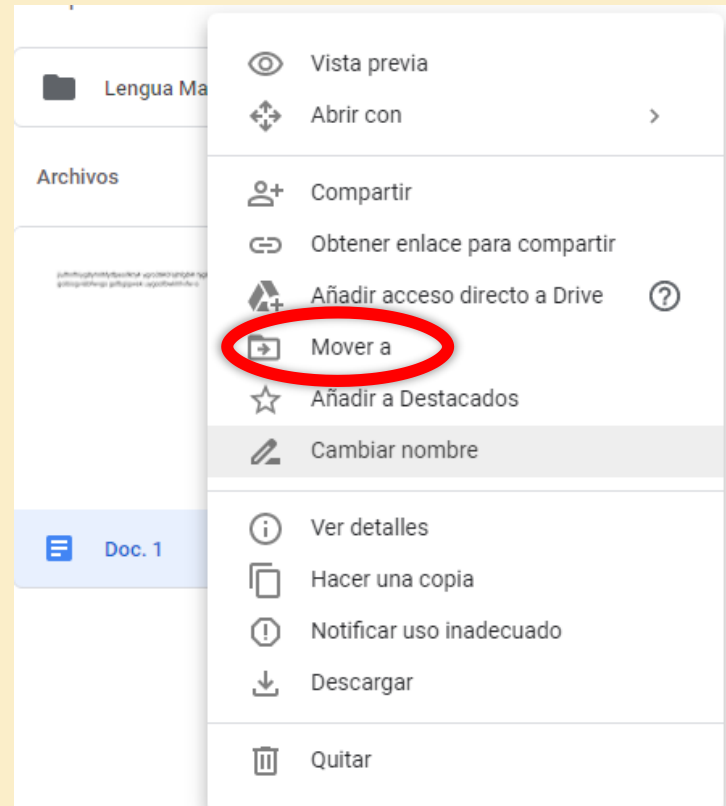 Vista previa
Lengua Ma
Abrir con
Archivos
Compartir
Obtener enlace para compartir
Añadir acceso directo a Drive
Mover a
Añadir a Destacados
Cambiar nombre
Ver detalles
Doc. 1
Hacer una copia
Notificar uso inadecuado
Descargar
Quitar